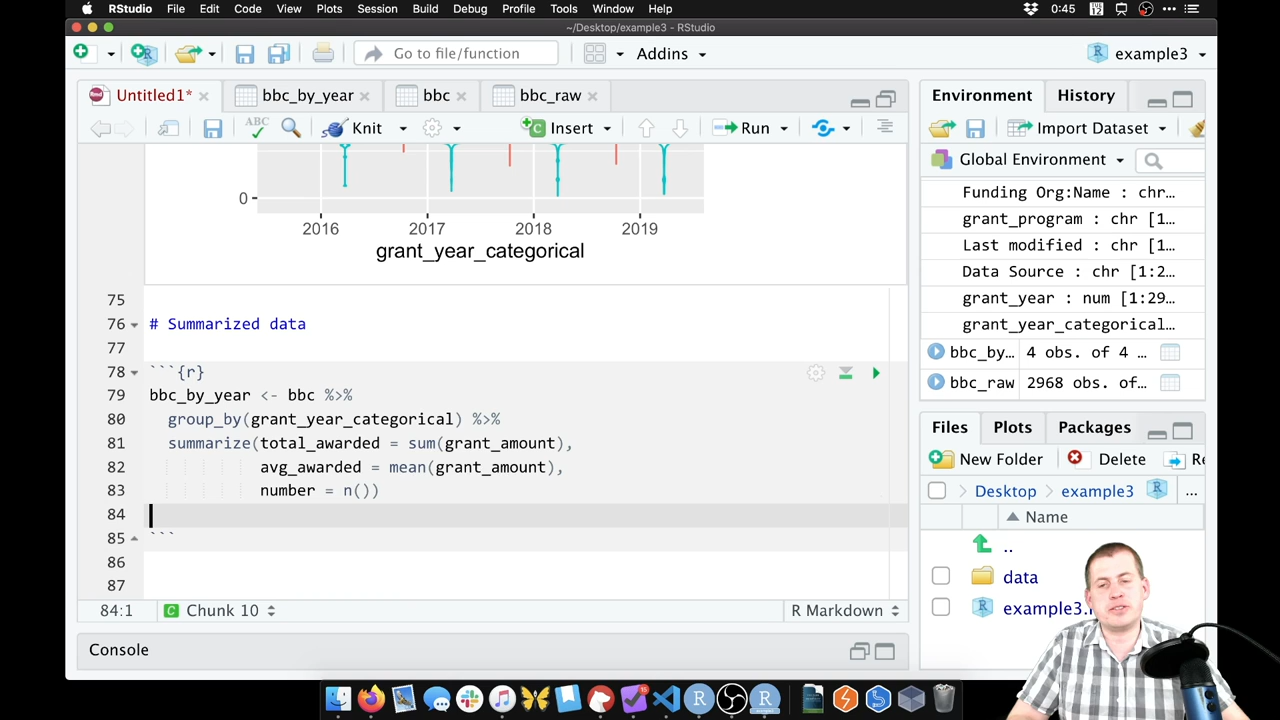 RStudio File Edit Code View Plots Session Build Debug Profile Tools Window Help 0:45 TUE 12
~/Desktop/example3 - RStudio
Go to file/function Addins example3
Untitled1* bbc_by_year bbc bbc_raw
ABC Knit Insert Run
0
2016 2017 2018 2019
grant_year_categorical
75
76 # Summarized data
77
78 ```{r}
79 bbc_by_year <- bbc %>%
80 group_by(grant_year_categorical) %>%
81 summarize(total_awarded = sum(grant_amount),
82 avg_awarded = mean(grant_amount),
83 number = n())
84
85 ```
86
87
84:1 Chunk 10 R Markdown
Console
Environment History
Import Dataset
Global Environment
Funding Org:Name : chr…
grant_program : chr [1…
Last modified : chr [1…
Data Source : chr [1:2…
grant_year : num [1:29…
grant_year_categorical…
bbc_by… 4 obs. of 4 …
bbc_raw 2968 obs. of…
Files Plots Packages
New Folder Delete Re
Desktop example3 ...
Name
..
data
example3.